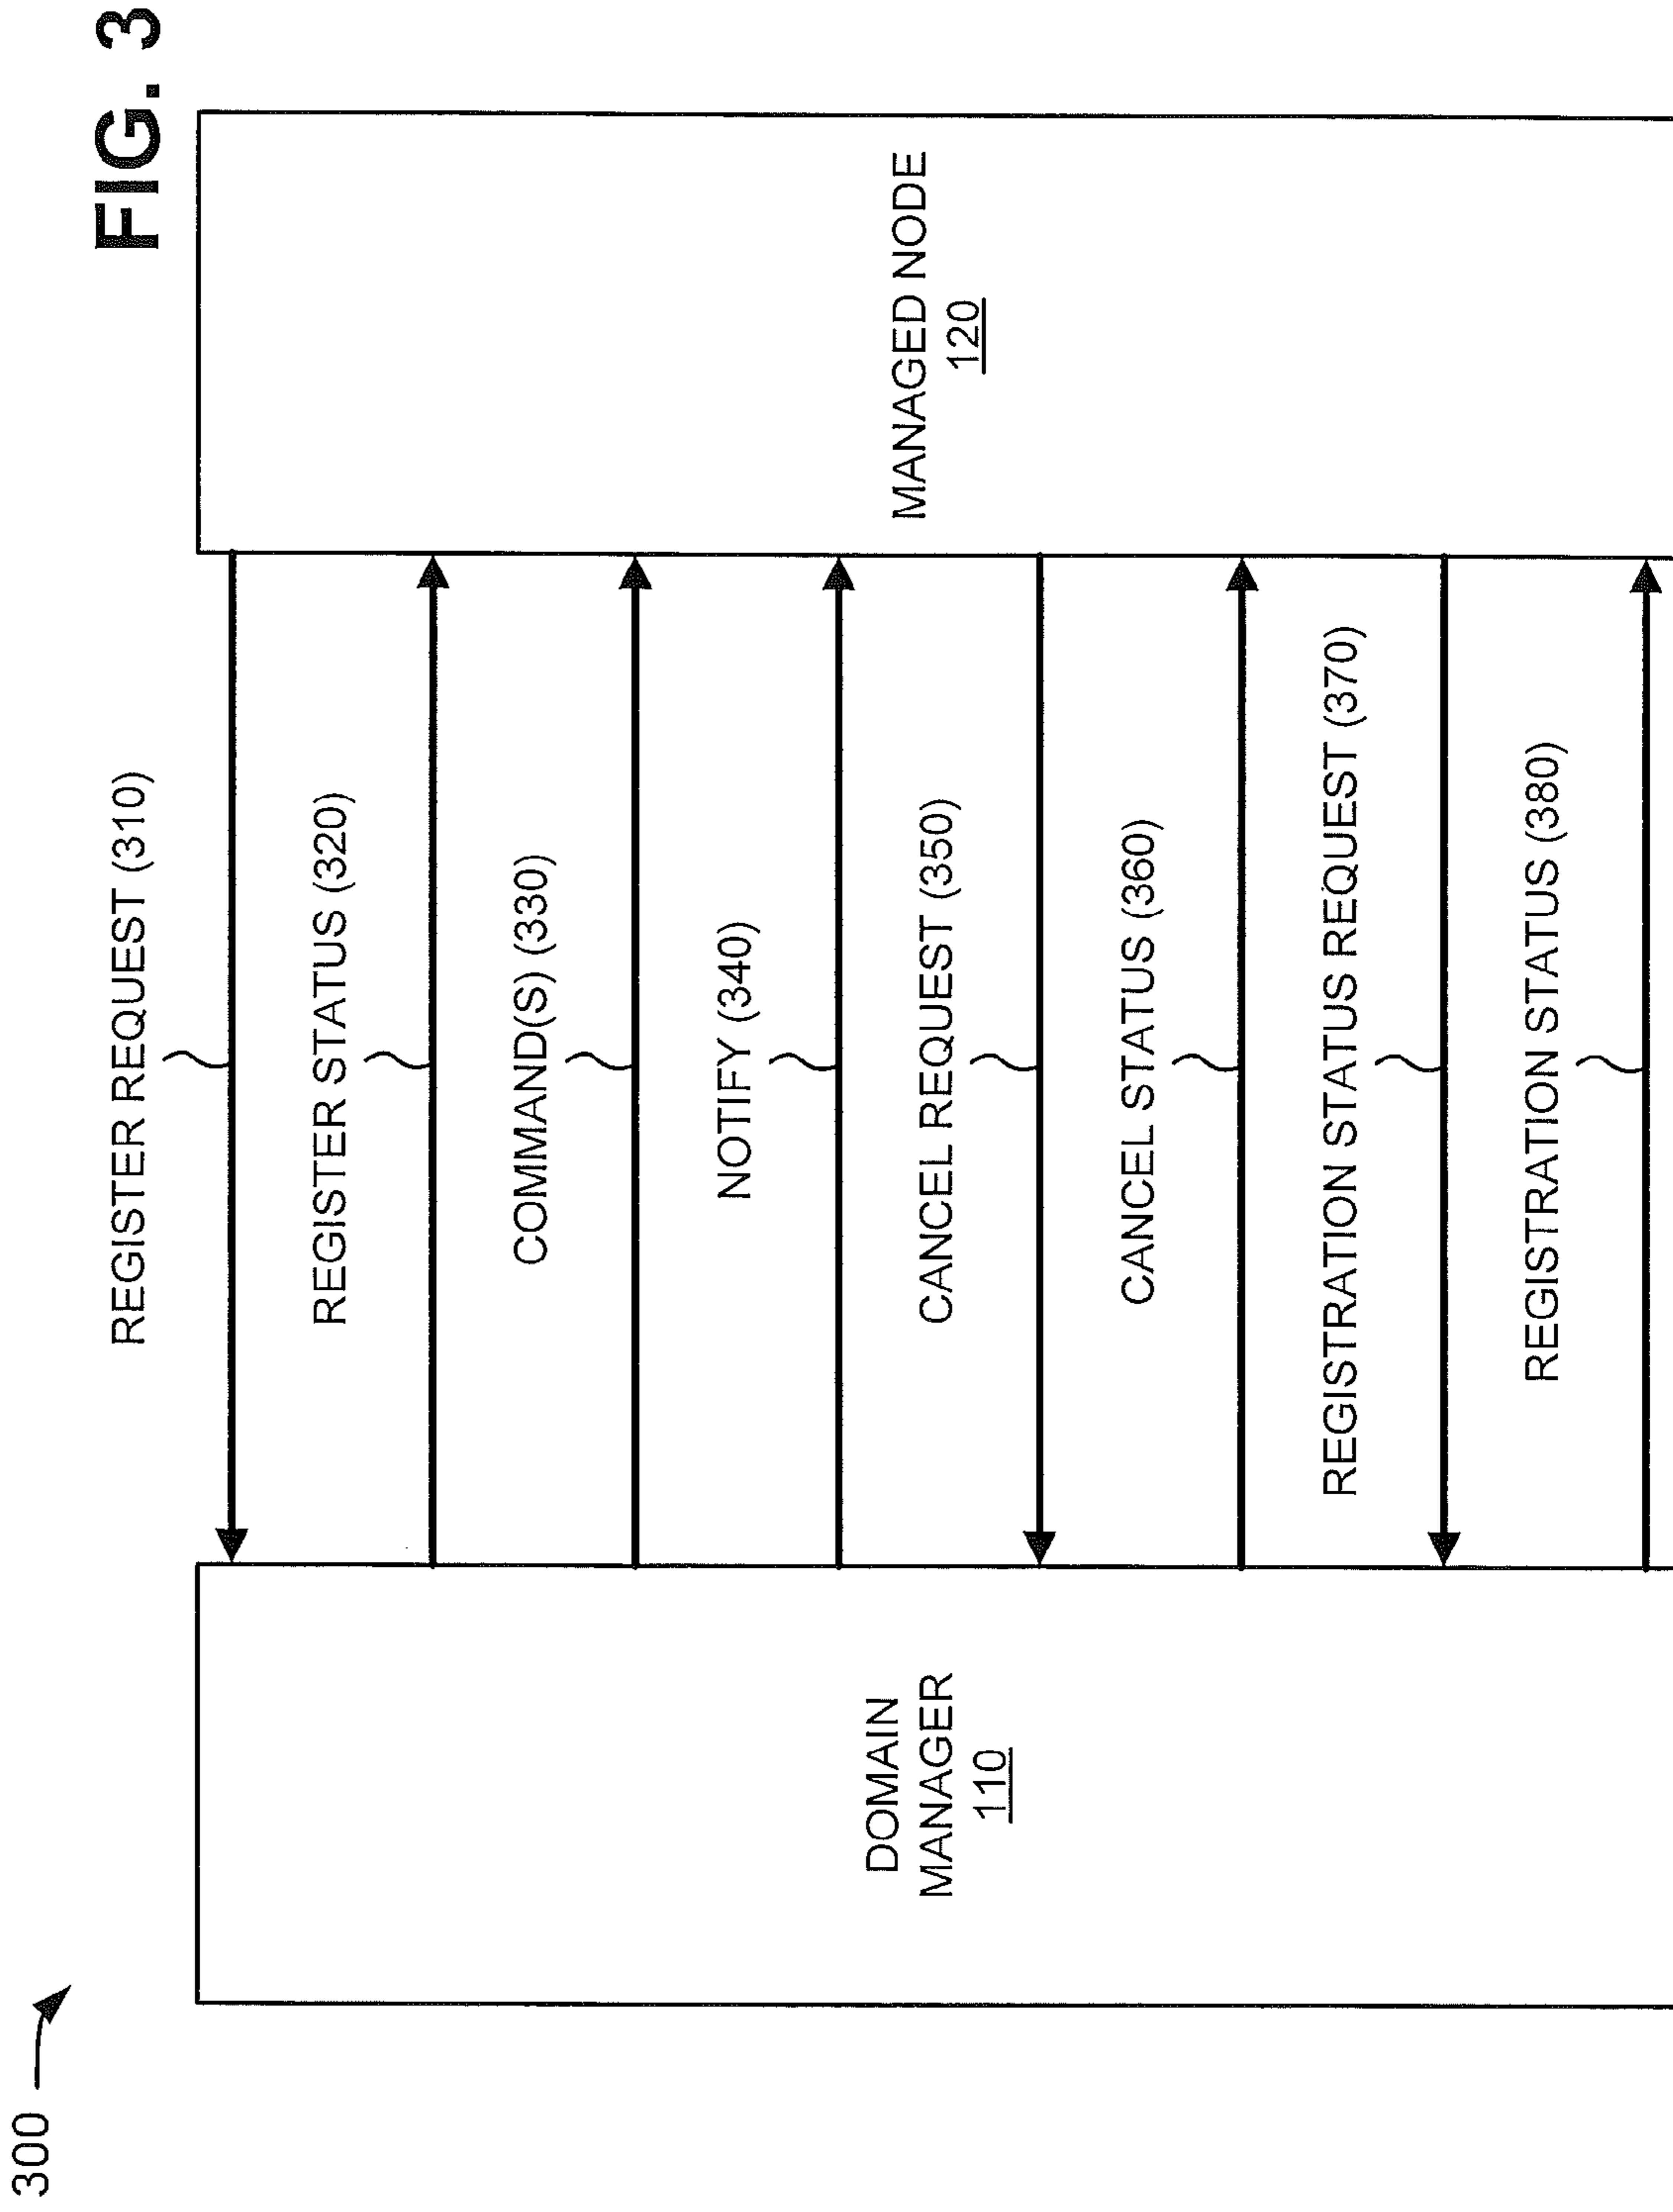 300
FIG. 3
REGISTER REQUEST (310)
REGISTER STATUS (320)
COMMAND(S) (330)
NOTIFY (340)
CANCEL REQUEST (350)
CANCEL STATUS (360)
REGISTRATION STATUS REQUEST (370)
REGISTRATION STATUS (380)
DOMAIN
MANAGER
110
MANAGED NODE
120